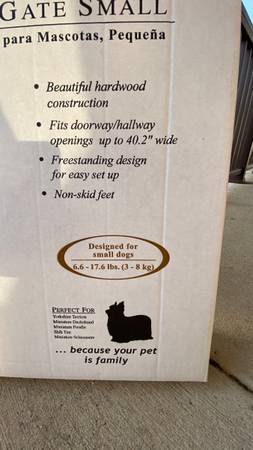 GATE SMALL
para Mascotas, Pequeña
• Beautiful hardwood
construction
• Fits doorway/hallway
openings up to 40.2" wide
• Freestanding design
for easy set up
• Non-skid feet
Designed for
small dogs
6.6 - 17.6 lbs. (3 - 8 kg)
PERFECT FOR
Yorkshire Terriers
Miniature Dachshund
Miniature Poodle
Shih Tzu
Miniature Schnauzer
... because your pet
is family